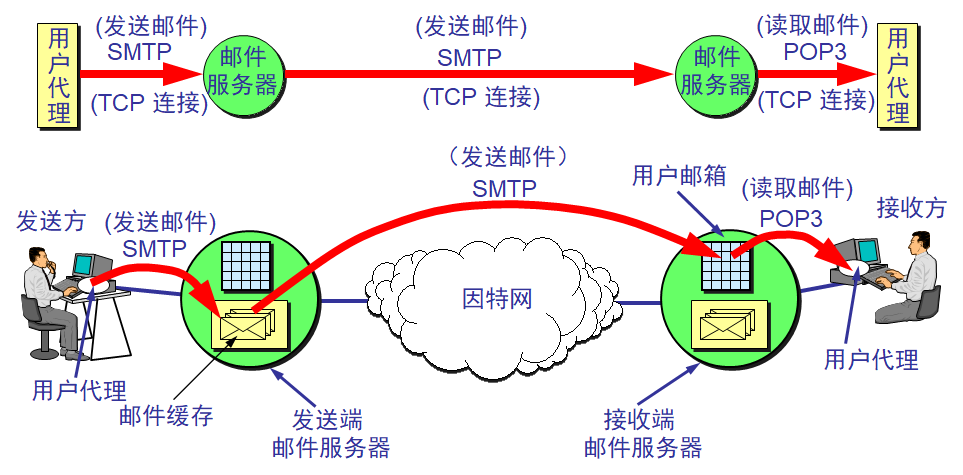 (发送邮件)
SMTP
(TCP 连接)
用
户
代
理
邮件
服务器
(发送邮件)
SMTP
(TCP 连接)
邮件
服务器
(读取邮件)
POP3
(TCP 连接)
用
户
代
理
（发送邮件）
SMTP
用户邮箱
(读取邮件)
POP3
发送方
(发送邮件)
SMTP
接收方
因特网
用户代理
邮件缓存
发送端
邮件服务器
接收端
邮件服务器
用户代理